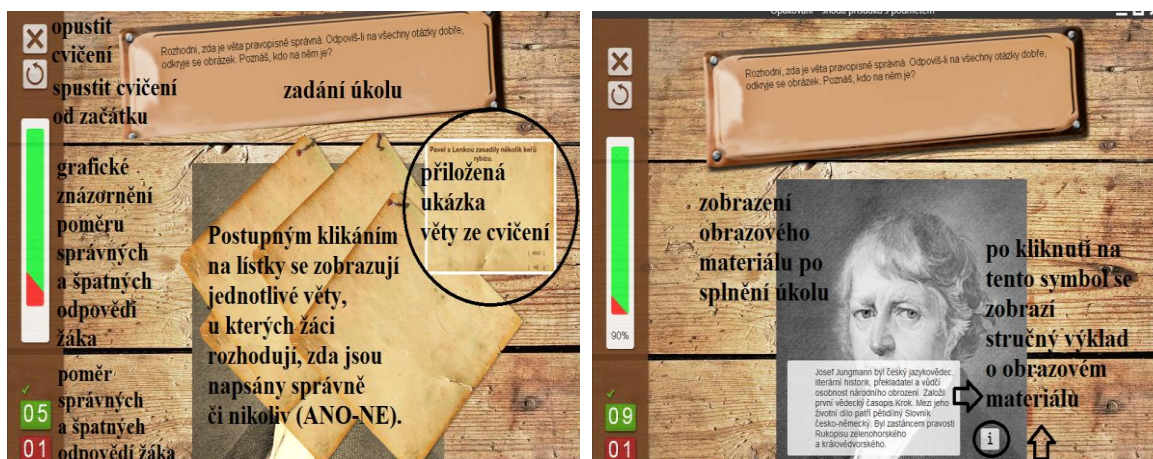 opustit
cvičení
spustit cvičení
od začátku
Rozhodni, zda je věta pravopisně správná. Odpovíš-li na všechny otázky dobře,
odkryje se obrázek. Poznáš, kdo na něm je?
zadání úkolu
grafické
znázornění
poměru
správných
a špatných
odpovědí
žáka
Pavel s Lenkou zasadily několik keřů
rybízu.
[ ANO ]
[ NE ]
přiložená
ukázka
věty ze cvičení
Postupným klikáním
na lístky se zobrazují
jednotlivé věty,
u kterých žáci
rozhodují, zda jsou
napsány správně
či nikoliv (ANO-NE).
poměr
správných
a špatných
odpovědí žáka
05
01
Opakování - shoda přísudku s podmětem
Rozhodni, zda je věta pravopisně správná. Odpovíš-li na všechny otázky dobře,
odkryje se obrázek. Poznáš, kdo na něm je?
90%
09
01
zobrazení
obrazového
materiálu po
splnění úkolu
po kliknutí na
tento symbol se
zobrazí
stručný výklad
o obrazovém
materiálu
Josef Jungmann byl český jazykovědec,
literární historik, překladatel a vůdčí
osobnost národního obrození. Založil
první vědecký časopis Krok. Mezi jeho
životní dílo patří pětidílný Slovník
česko-německý. Byl zastáncem pravosti
Rukopisu zelenohorského
a královédvorského.
i